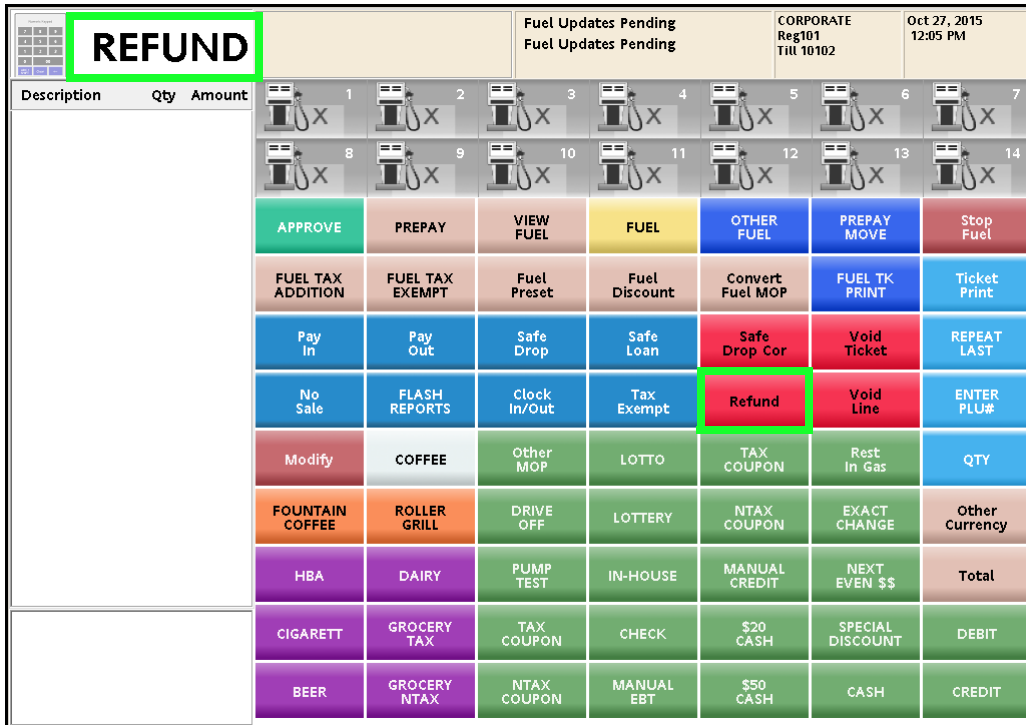 REFUND
Fuel Updates Pending
Fuel Updates Pending
CORPORATE
Reg101
Till 10102
Oct 27, 2015
12:05 PM
Description Qty Amount
1 2 3 4 5 6 7
X X X X X X X
8 9 10 11 12 13 14
X X X X X X X
APPROVE
PREPAY
VIEW
FUEL
FUEL
OTHER
FUEL
PREPAY
MOVE
Stop
Fuel
FUEL TAX
ADDITION
FUEL TAX
EXEMPT
Fuel
Preset
Fuel
Discount
Convert
Fuel MOP
FUEL TK
PRINT
Ticket
Print
Pay
In
Pay
Out
Safe
Drop
Safe
Loan
Safe
Drop Cor
Void
Ticket
REPEAT
LAST
No
Sale
FLASH
REPORTS
Clock
In/Out
Tax
Exempt
Refund
Void
Line
ENTER
PLU#
Modify
COFFEE
Other
MOP
LOTTO
TAX
COUPON
Rest
In Gas
QTY
FOUNTAIN
COFFEE
ROLLER
GRILL
DRIVE
OFF
LOTTERY
NTAX
COUPON
EXACT
CHANGE
Other
Currency
HBA
DAIRY
PUMP
TEST
IN-HOUSE
MANUAL
CREDIT
NEXT
EVEN $$
Total
CIGARETT
GROCERY
TAX
TAX
COUPON
CHECK
$20
CASH
SPECIAL
DISCOUNT
DEBIT
BEER
GROCERY
NTAX
NTAX
COUPON
MANUAL
EBT
$50
CASH
CASH
CREDIT